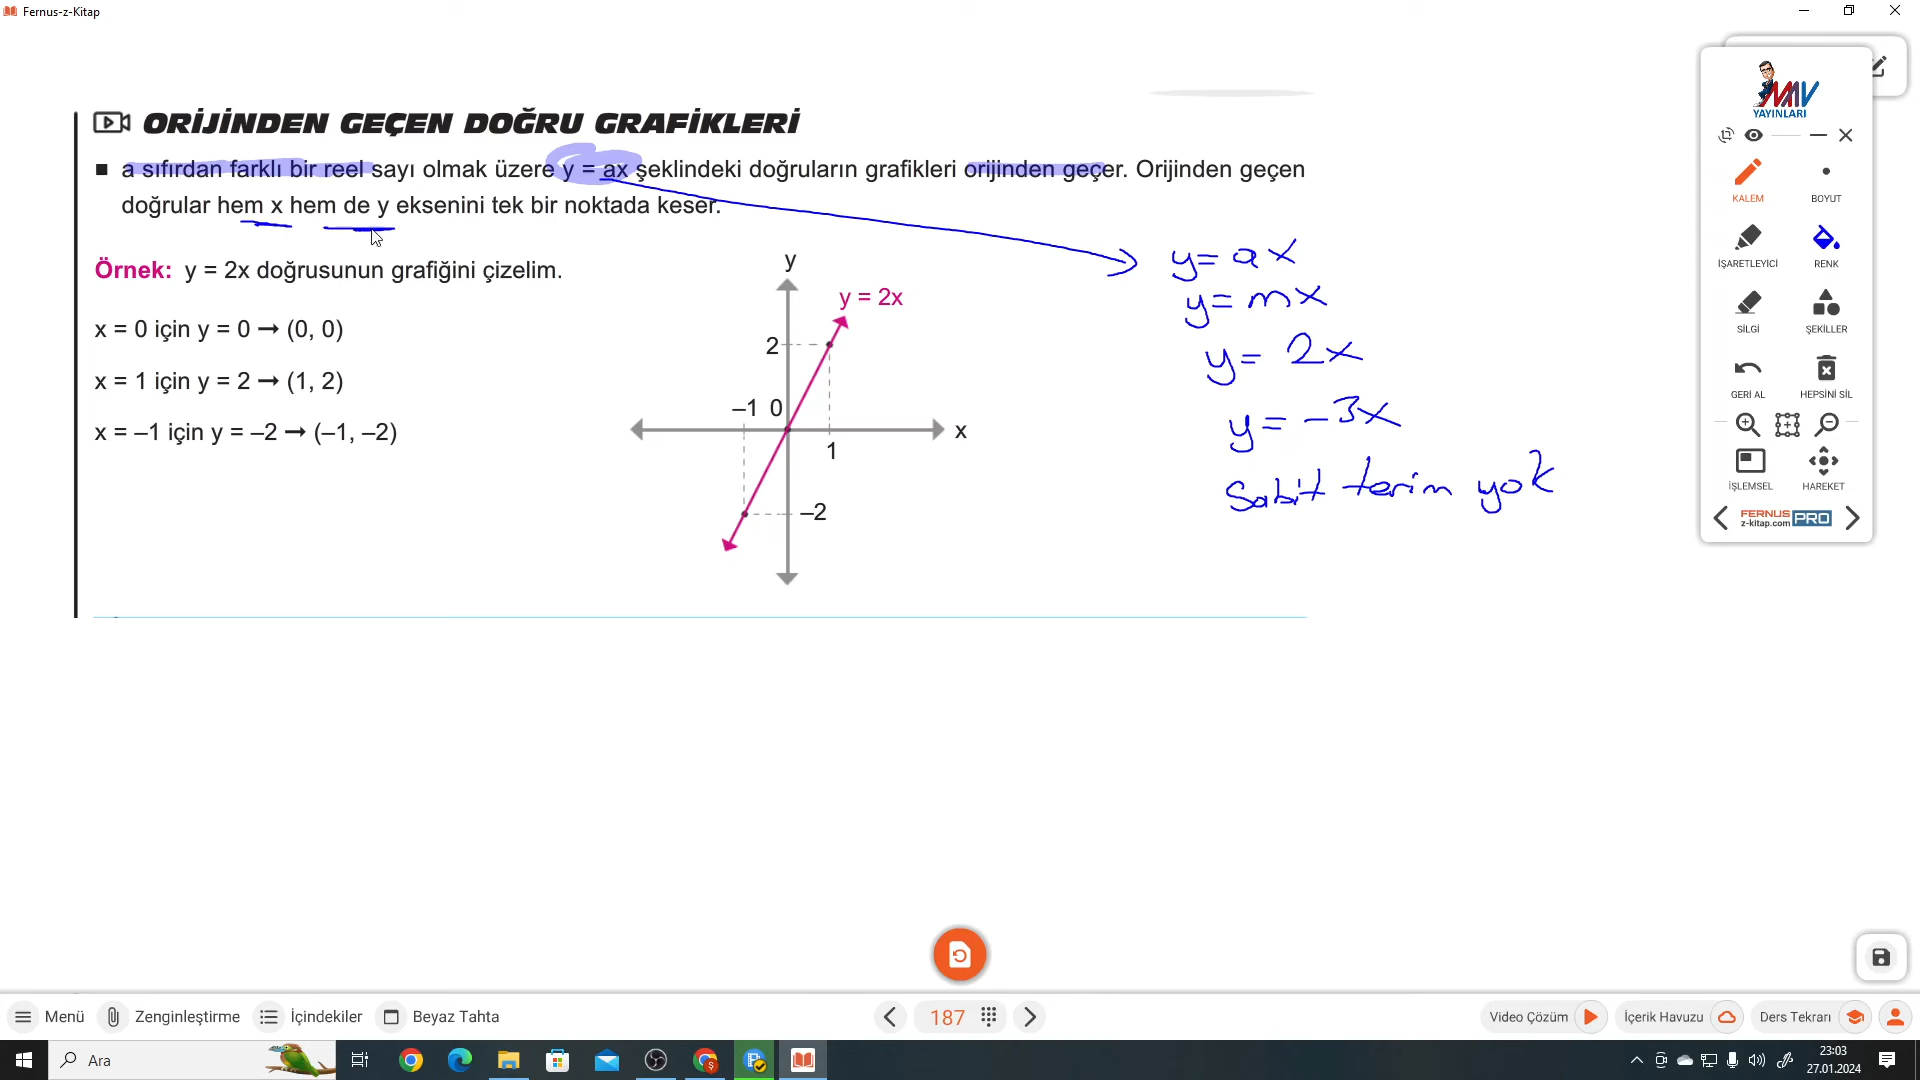 Fernus-z-Kitap
ORİJİNDEN GEÇEN DOĞRU GRAFİKLERİ
■ a sıfırdan farklı bir reel sayı olmak üzere y = ax şeklindeki doğruların grafikleri orijinden geçer. Orijinden geçen
doğrular hem x hem de y eksenini tek bir noktada keser.
Örnek: y = 2x doğrusunun grafiğini çizelim.
x = 0 için y = 0 → (0, 0)
x = 1 için y = 2 → (1, 2)
x = –1 için y = –2 → (–1, –2)
y
y = 2x
2
–1 0
x
1
–2
y = ax
y = mx
y = 2x
y = -3x
Sabit terim yok
MV
YAYINLARI
KALEM
BOYUT
İŞARETLEYİCİ
RENK
SİLGİ
ŞEKİLLER
GERİ AL
HEPSİNİ SİL
İŞLEMSEL
HAREKET
FERNUS
z-kitap.com PRO
Menü
Zenginleştirme
İçindekiler
Beyaz Tahta
187
Video Çözüm
İçerik Havuzu
Ders Tekrarı
Ara
23:03
27.01.2024